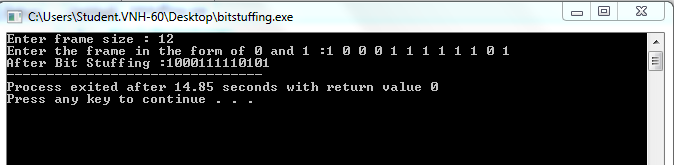 C:\Users\Student.VNH-60\Desktop\bitstuffing.exe
Enter frame size : 12
Enter the frame in the form of 0 and 1 :1 0 0 0 1 1 1 1 1 1 0 1
After Bit Stuffing :1000111110101
--------------------------------
Process exited after 14.85 seconds with return value 0
Press any key to continue . . .